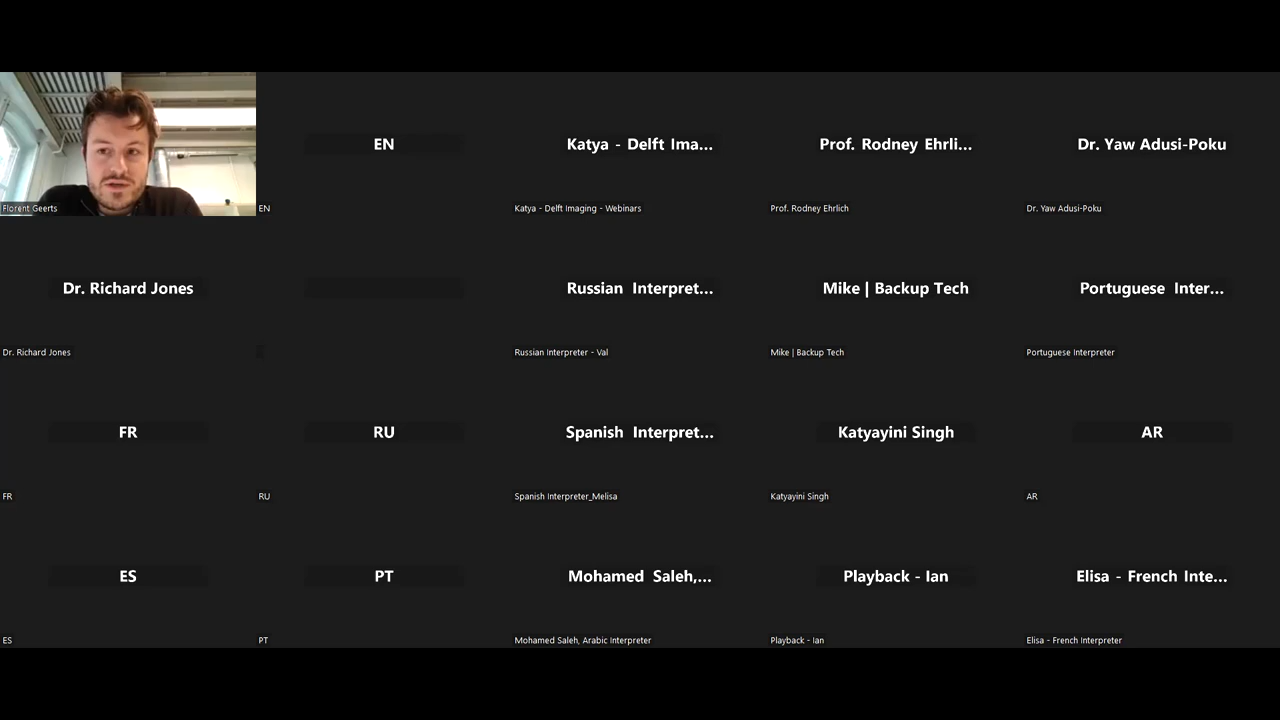 EN
Katya - Delft Ima...
Prof. Rodney Ehrli...
Dr. Yaw Adusi-Poku
Florent Geerts
EN
Katya - Delft Imaging - Webinars
Prof. Rodney Ehrlich
Dr. Yaw Adusi-Poku
Dr. Richard Jones
Russian Interpret...
Mike | Backup Tech
Portuguese Inter...
Dr. Richard Jones
Russian Interpreter - Val
Mike | Backup Tech
Portuguese Interpreter
FR
RU
Spanish Interpret...
Katyayini Singh
AR
FR
RU
Spanish Interpreter_Melisa
Katyayini Singh
AR
ES
PT
Mohamed Saleh,...
Playback - Ian
Elisa - French Inte...
ES
PT
Mohamed Saleh, Arabic Interpreter
Playback - Ian
Elisa - French Interpreter